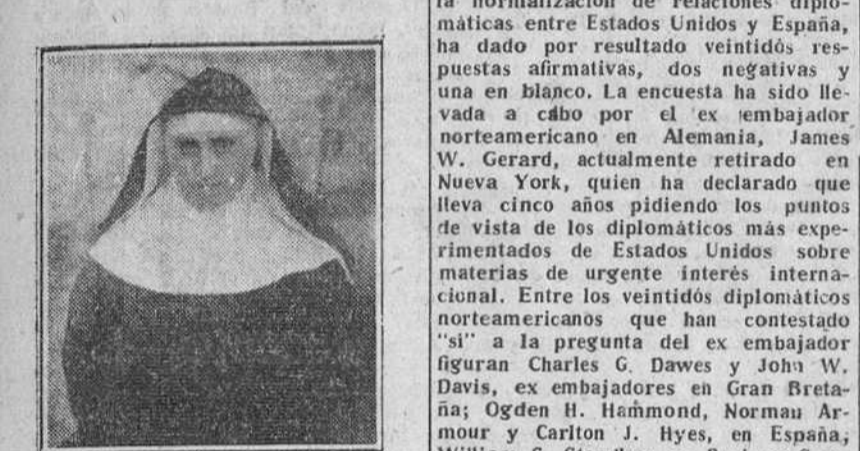 la normalización de relaciones diplo-
máticas entre Estados Unidos y España,
ha dado por resultado veintidós res-
puestas afirmativas, dos negativas y
una en blanco. La encuesta ha sido lle-
vada a cabo por el ex embajador
norteamericano en Alemania, James
W. Gerard, actualmente retirado en
Nueva York, quien ha declarado que
lleva cinco años pidiendo los puntos
de vista de los diplomáticos más expe-
rimentados de Estados Unidos sobre
materias de urgente interés interna-
cional. Entre los veintidós diplomáticos
norteamericanos que han contestado
"si" a la pregunta del ex embajador
figuran Charles G. Dawes y John W.
Davis, ex embajadores en Gran Breta-
ña; Ogden H. Hammond, Norman Ar-
mour y Carlton J. Hyes, en España;